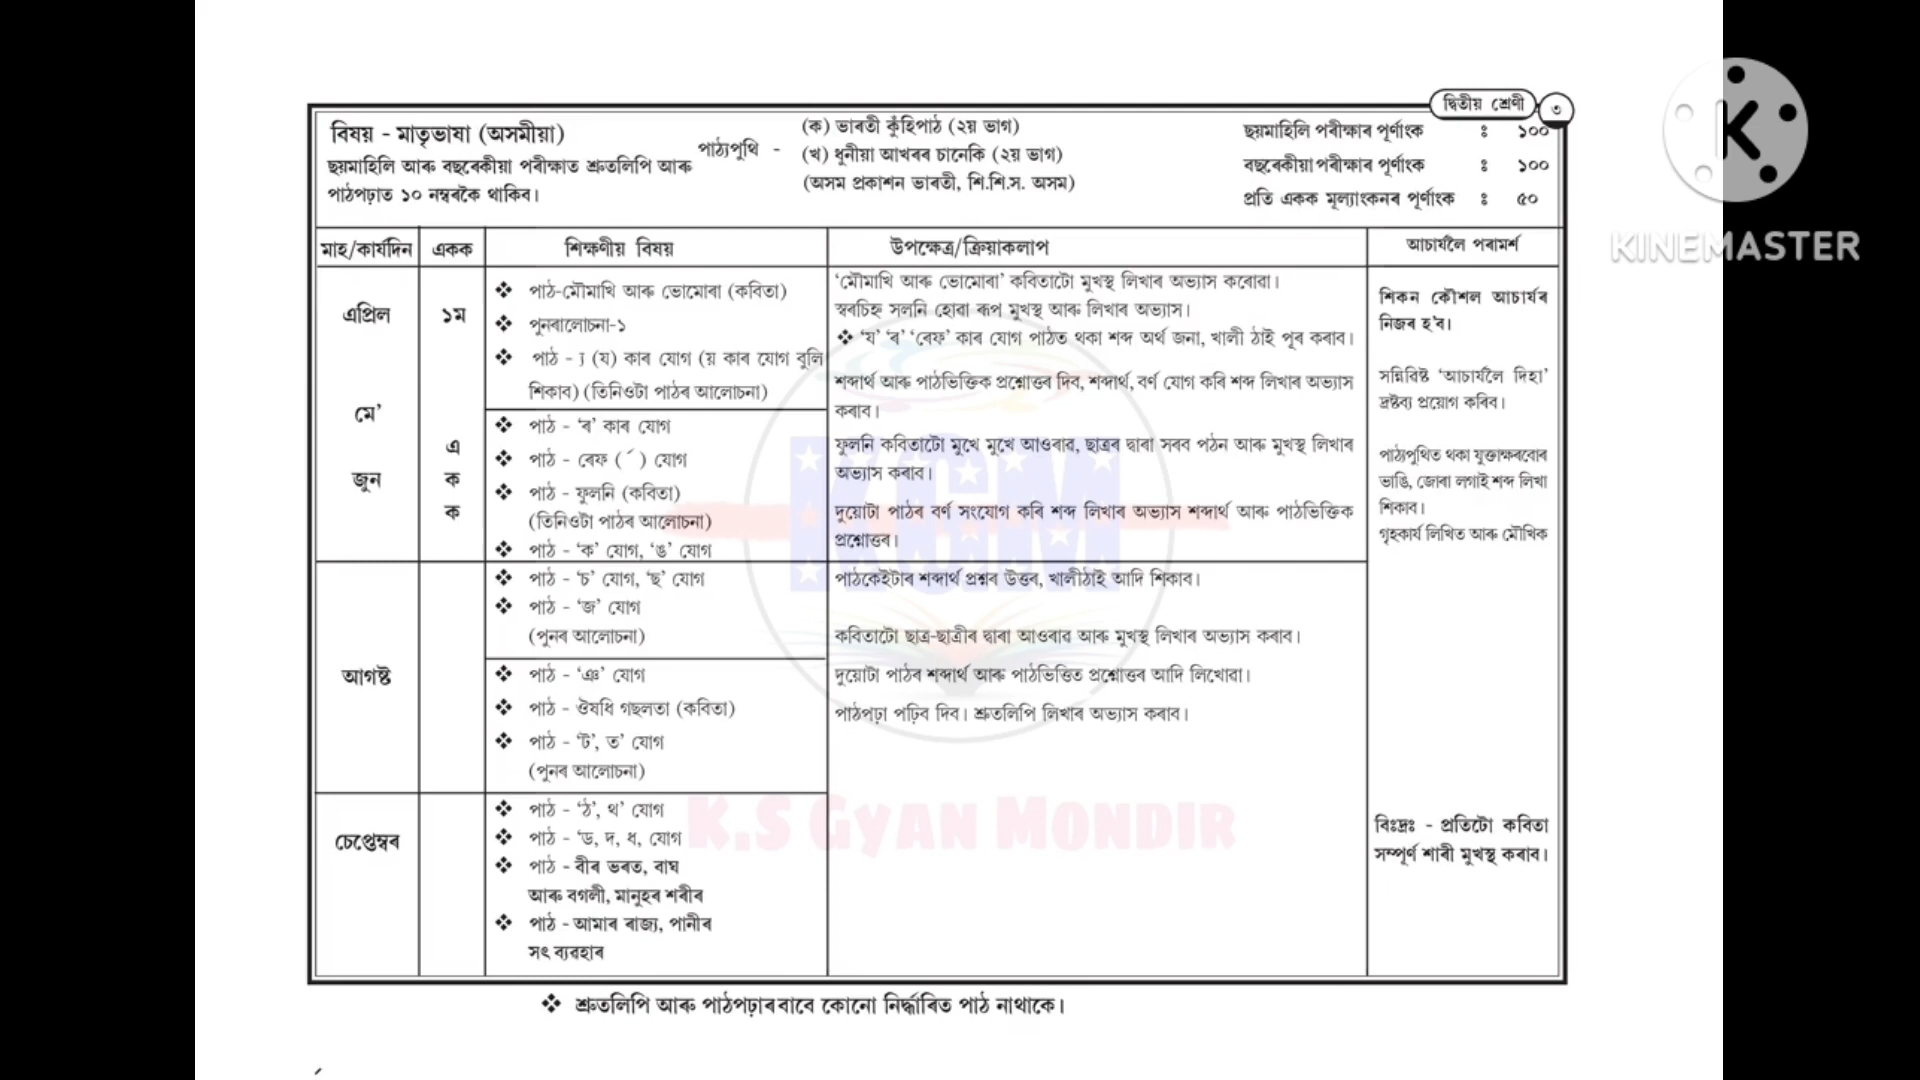 দ্বিতীয় শ্ৰেণী ৩
বিষয় - মাতৃভাষা (অসমীয়া)
ছয়মাহিলি আৰু বছৰেকীয়া পৰীক্ষাত শ্ৰুতলিপি আৰু
পাঠপঢ়াত ১০ নম্বৰকৈ থাকিব।
পাঠ্যপুথি -
(ক) ভাৰতী কুঁহিপাঠ (২য় ভাগ)
(খ) ধুনীয়া আখৰৰ চানেকি (২য় ভাগ)
(অসম প্ৰকাশন ভাৰতী, শি.শি.স. অসম)
ছয়মাহিলি পৰীক্ষাৰ পূৰ্ণাংক ঃ ১০০
বছৰেকীয়া পৰীক্ষাৰ পূৰ্ণাংক ঃ ১০০
প্ৰতি একক মূল্যাংকনৰ পূৰ্ণাংক ঃ ৫০
KINEMASTER
মাহ/কাৰ্যদিন একক শিক্ষণীয় বিষয় উপক্ষেত্ৰ/ক্ৰিয়াকলাপ আচাৰ্যলৈ পৰামৰ্শ
এপ্ৰিল
মে’
জুন
১ম
এ
ক
ক
❖ পাঠ-মৌমাখি আৰু ভোমোৰা (কবিতা)
❖ পুনৰালোচনা-১
❖ পাঠ - ্য (য) কাৰ যোগ (য় কাৰ যোগ বুলি
শিকাব) (তিনিওটা পাঠৰ আলোচনা)
❖ পাঠ - ‘ৰ’ কাৰ যোগ
❖ পাঠ - ৰেফ ( ´ ) যোগ
❖ পাঠ - ফুলনি (কবিতা)
(তিনিওটা পাঠৰ আলোচনা)
❖ পাঠ - ‘ক’ যোগ, ‘ঙ’ যোগ
‘মৌমাখি আৰু ভোমোৰা’ কবিতাটো মুখস্থ লিখাৰ অভ্যাস কৰোৱা।
স্বৰচিহ্ন সলনি হোৱা ৰূপ মুখস্থ আৰু লিখাৰ অভ্যাস।
❖ ‘য’ ‘ৰ’ ‘ৰেফ’ কাৰ যোগ পাঠত থকা শব্দ অৰ্থ জনা, খালী ঠাই পূৰ কৰাব।
শব্দাৰ্থ আৰু পাঠভিক্তিক প্ৰশ্নোত্তৰ দিব, শব্দাৰ্থ, বৰ্ণ যোগ কৰি শব্দ লিখাৰ অভ্যাস
কৰাব।
ফুলনি কবিতাটো মুখে মুখে আওৰাৱ, ছাত্ৰৰ দ্বাৰা সৰব পঠন আৰু মুখস্থ লিখাৰ
অভ্যাস কৰাব।
দুয়োটা পাঠৰ বৰ্ণ সংযোগ কৰি শব্দ লিখাৰ অভ্যাস শব্দাৰ্থ আৰু পাঠভিক্তিক
প্ৰশ্নোত্তৰ।
শিকন কৌশল আচাৰ্যৰ
নিজৰ হ’ব।
সন্নিৱিষ্ট ‘আচাৰ্যলৈ দিহা’
দ্ৰষ্টব্য প্ৰয়োগ কৰিব।
পাঠ্যপুথিত থকা যুক্তাক্ষৰবোৰ
ভাঙি, জোৰা লগাই শব্দ লিখা
শিকাব।
গৃহকাৰ্য লিখিত আৰু মৌখিক
আগষ্ট
❖ পাঠ - ‘চ’ যোগ, ‘ছ’ যোগ
❖ পাঠ - ‘জ’ যোগ
(পুনৰ আলোচনা)
❖ পাঠ - ‘ঞ’ যোগ
❖ পাঠ - ঔষধি গছলতা (কবিতা)
❖ পাঠ - ‘ট’, ত’ যোগ
(পুনৰ আলোচনা)
পাঠকেইটাৰ শব্দাৰ্থ প্ৰশ্নৰ উত্তৰ, খালীঠাই আদি শিকাব।
কবিতাটো ছাত্ৰ-ছাত্ৰীৰ দ্বাৰা আওৰাৱ আৰু মুখস্থ লিখাৰ অভ্যাস কৰাব।
দুয়োটা পাঠৰ শব্দাৰ্থ আৰু পাঠভিত্তিত প্ৰশ্নোত্তৰ আদি লিখোৱা।
পাঠপঢ়া পঢ়িব দিব। শ্ৰুতলিপি লিখাৰ অভ্যাস কৰাব।
KGM
K.S GYAN MONDIR
চেপ্তেম্বৰ
❖ পাঠ - ‘ঠ’, থ’ যোগ
❖ পাঠ - ‘ড, দ, ধ, যোগ
❖ পাঠ - বীৰ ভৰত, বাঘ
আৰু বগলী, মানুহৰ শৰীৰ
❖ পাঠ - আমাৰ ৰাজ্য, পানীৰ
সৎ ব্যৱহাৰ
বিঃদ্ৰঃ - প্ৰতিটো কবিতা
সম্পূৰ্ণ শাৰী মুখস্থ কৰাব।
❖ শ্ৰুতলিপি আৰু পাঠপঢ়াৰ বাবে কোনো নিৰ্দ্ধাৰিত পাঠ নাথাকে।